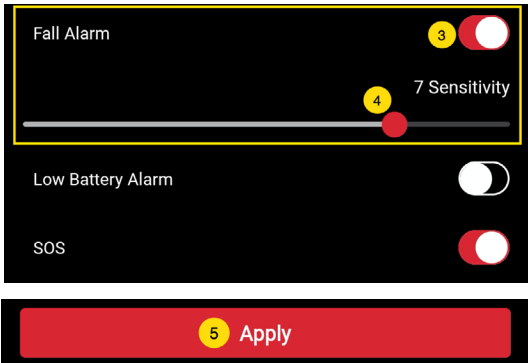 Fall Alarm 3
7 Sensitivity
4
Low Battery Alarm
SOS
5 Apply